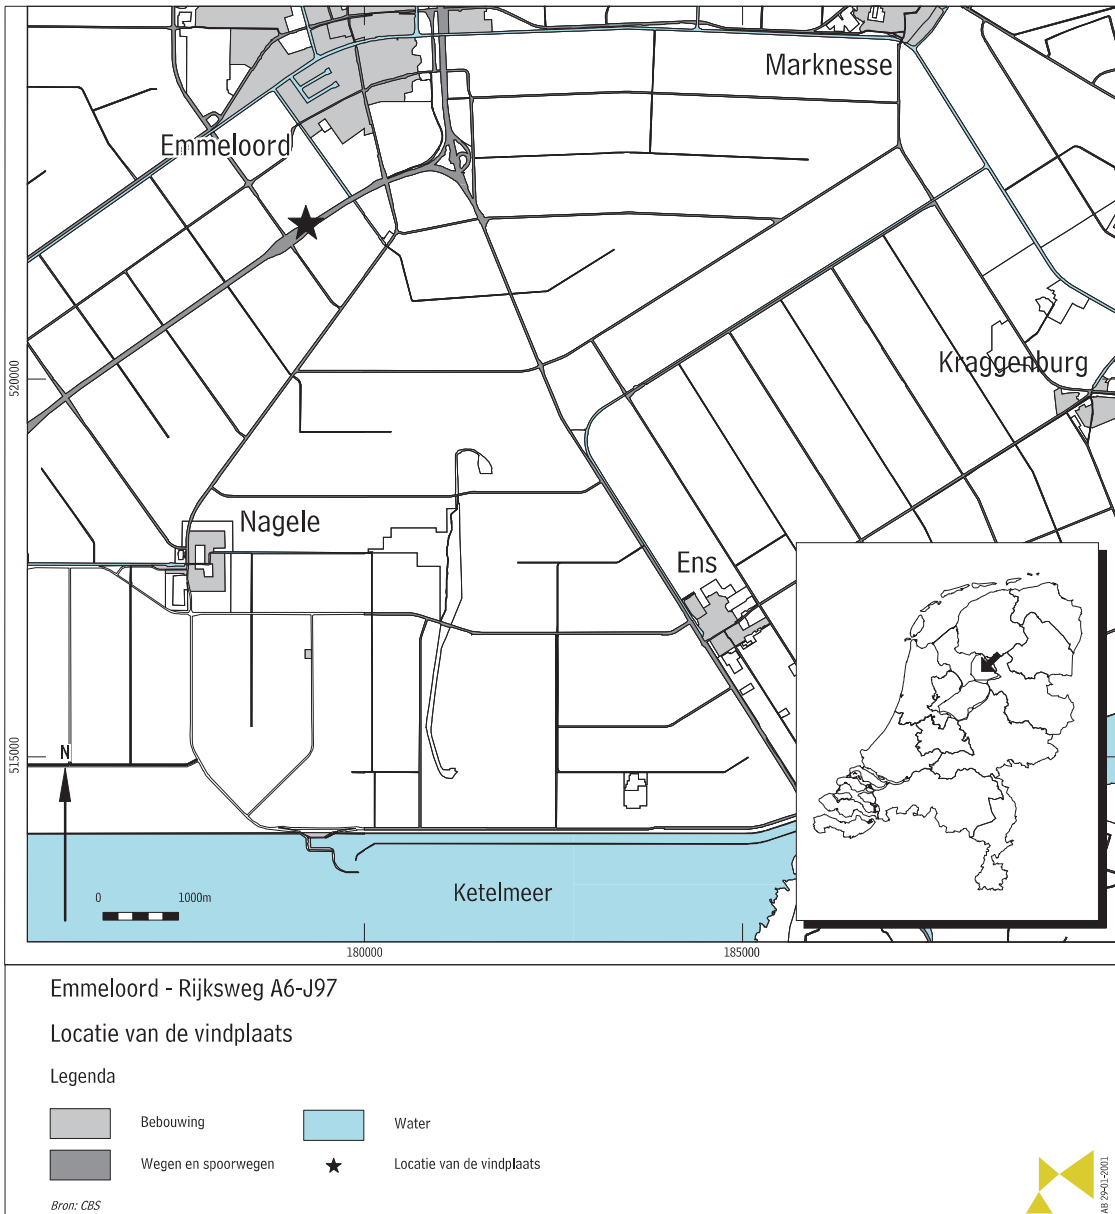 Marknesse
Emmeloord
Kraggenburg
520000
Nagele
Ens
515000
N
0 1000m
Ketelmeer
180000 185000
Emmeloord - Rijksweg A6-J97
Locatie van de vindplaats
Legenda
Bebouwing
Water
Wegen en spoorwegen
Locatie van de vindplaats
Bron: CBS
AB 29-01-2001